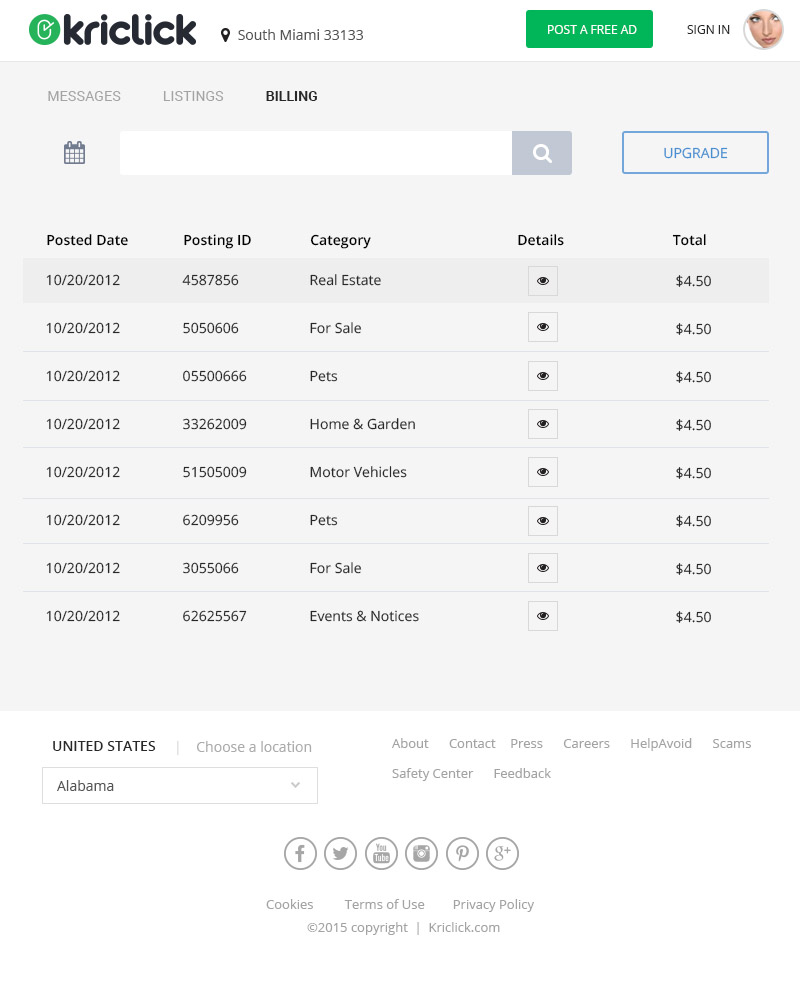 kriclick
South Miami 33133
POST A FREE AD
SIGN IN
MESSAGES LISTINGS BILLING
UPGRADE
Posted Date Posting ID Category Details Total
10/20/2012 4587856 Real Estate $4.50
10/20/2012 5050606 For Sale $4.50
10/20/2012 05500666 Pets $4.50
10/20/2012 33262009 Home & Garden $4.50
10/20/2012 51505009 Motor Vehicles $4.50
10/20/2012 6209956 Pets $4.50
10/20/2012 3055066 For Sale $4.50
10/20/2012 62625567 Events & Notices $4.50
UNITED STATES | Choose a location
Alabama
About Contact Press Careers HelpAvoid Scams
Safety Center Feedback
You Tube
g+
Cookies Terms of Use Privacy Policy
©2015 copyright | Kriclick.com